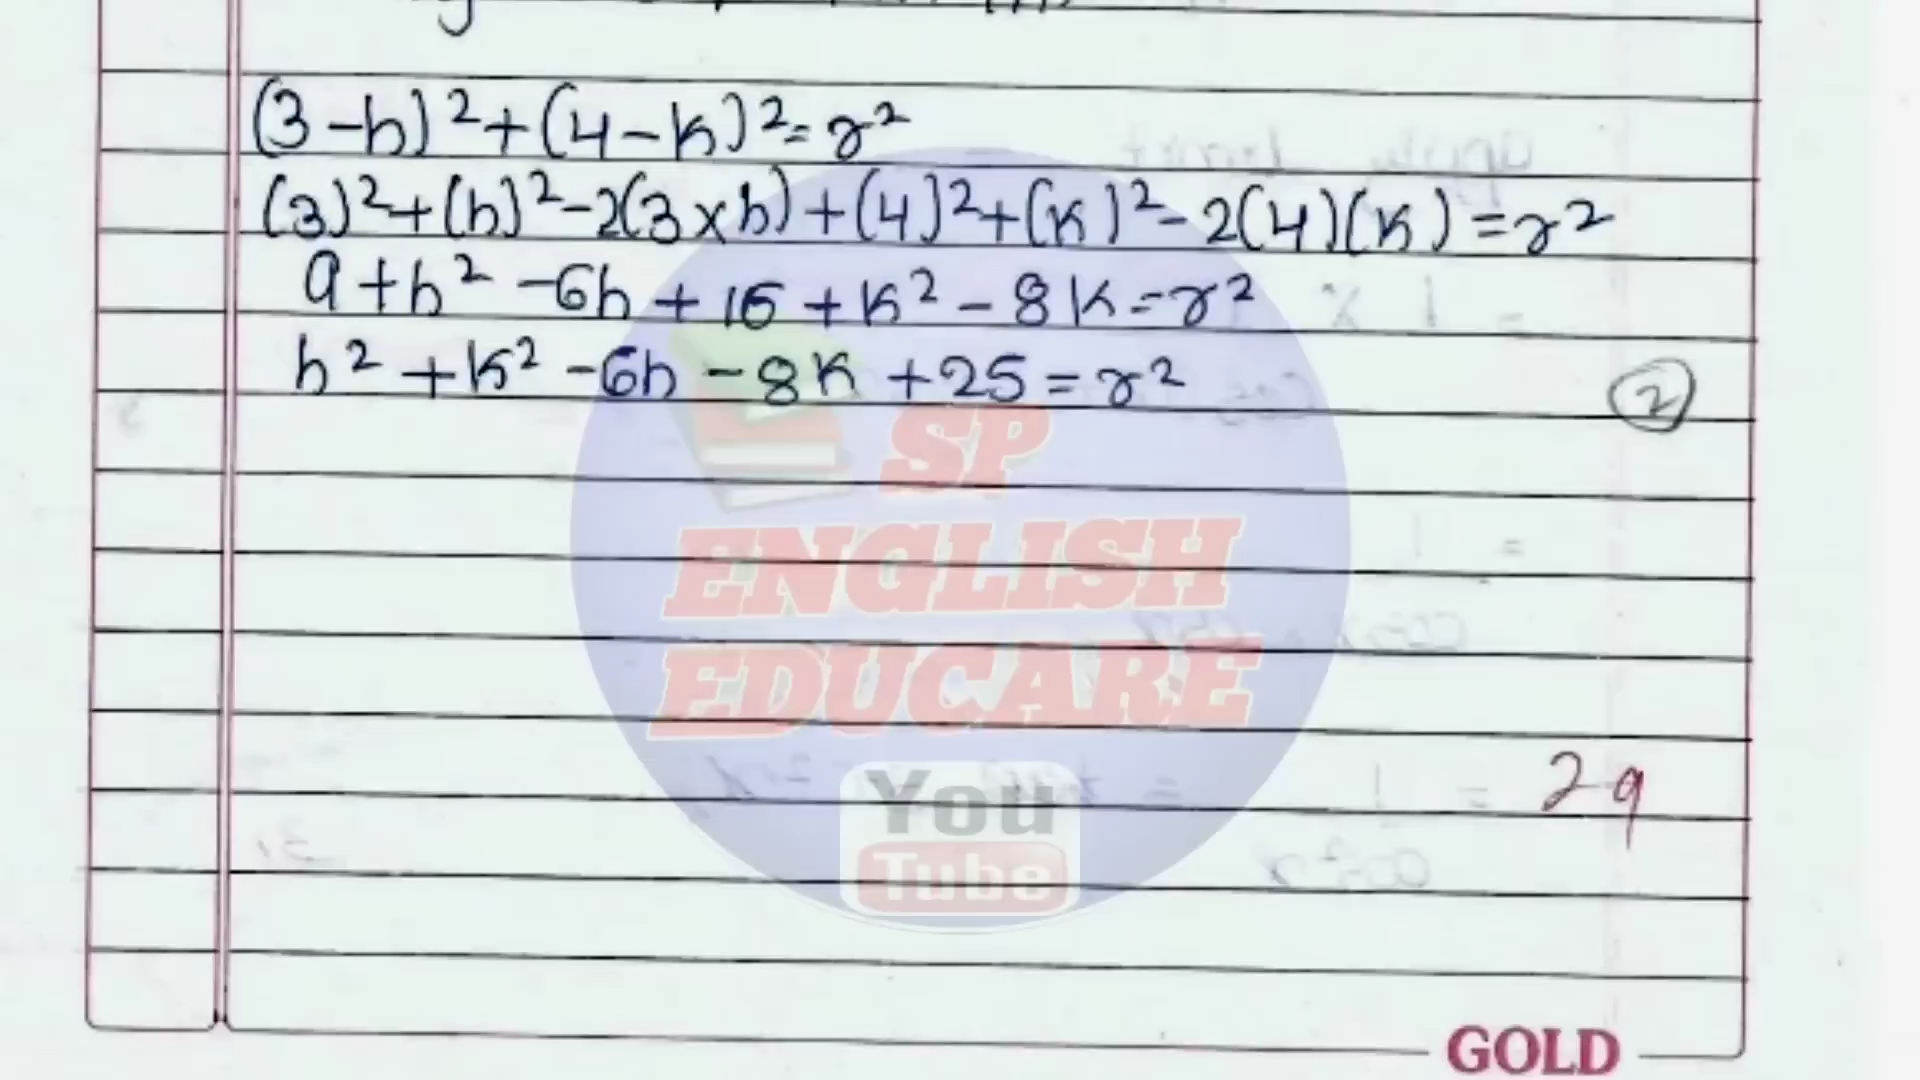 (3-h)²+(4-k)²=r²
(3)²+(h)²-2(3×h)+(4)²+(k)²-2(4)(k)=r²
9+h²-6h+16+k²-8k=r²
h²+k²-6h-8k+25=r²
2
SP
ENGLISH
EDUCARE
You
Tube
29
GOLD